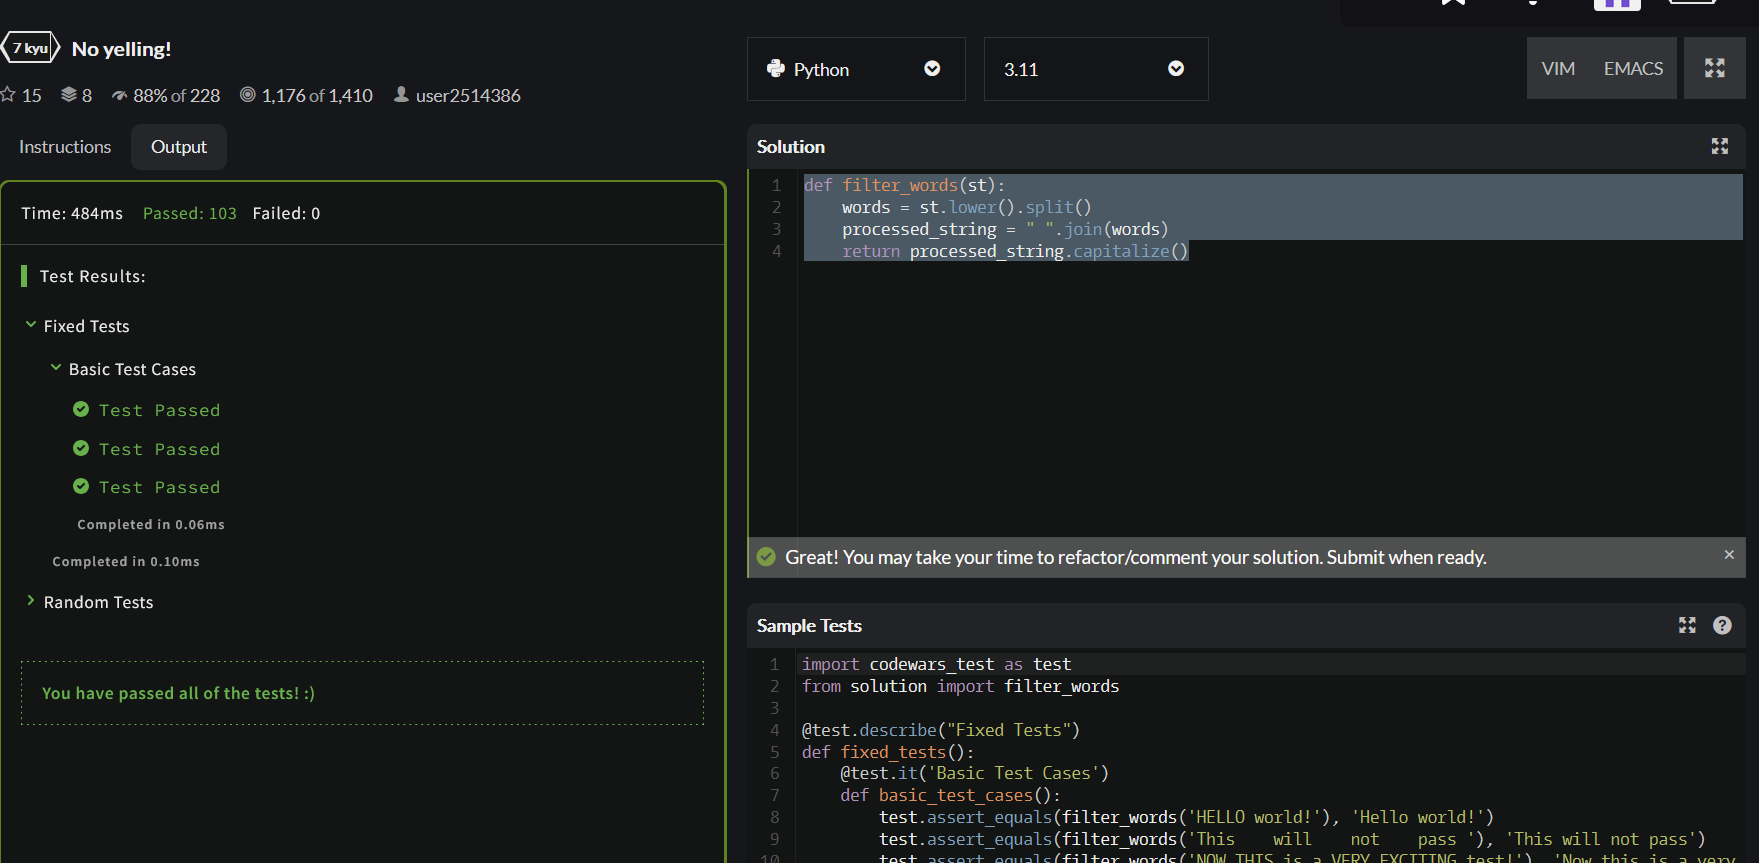 7 kyu No yelling!
15 8 88% of 228 1,176 of 1,410 user2514386
Instructions Output
Time: 484ms Passed: 103 Failed: 0
Test Results:
Fixed Tests
Basic Test Cases
Test Passed
Test Passed
Test Passed
Completed in 0.06ms
Completed in 0.10ms
Random Tests
You have passed all of the tests! :)
Python 3.11 VIM EMACS
Solution
1 def filter_words(st):
2     words = st.lower().split()
3     processed_string = " ".join(words)
4     return processed_string.capitalize()
Great! You may take your time to refactor/comment your solution. Submit when ready.
Sample Tests
1 import codewars_test as test
2 from solution import filter_words
3
4 @test.describe("Fixed Tests")
5 def fixed_tests():
6     @test.it('Basic Test Cases')
7     def basic_test_cases():
8         test.assert_equals(filter_words('HELLO world!'), 'Hello world!')
9         test.assert_equals(filter_words('This    will    not    pass '), 'This will not pass')
10         test.assert_equals(filter_words('NOW THIS is a VERY EXCITING test!'), 'Now this is a very